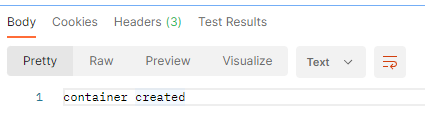 Body Cookies Headers (3) Test Results
Pretty Raw Preview Visualize Text
1 container created